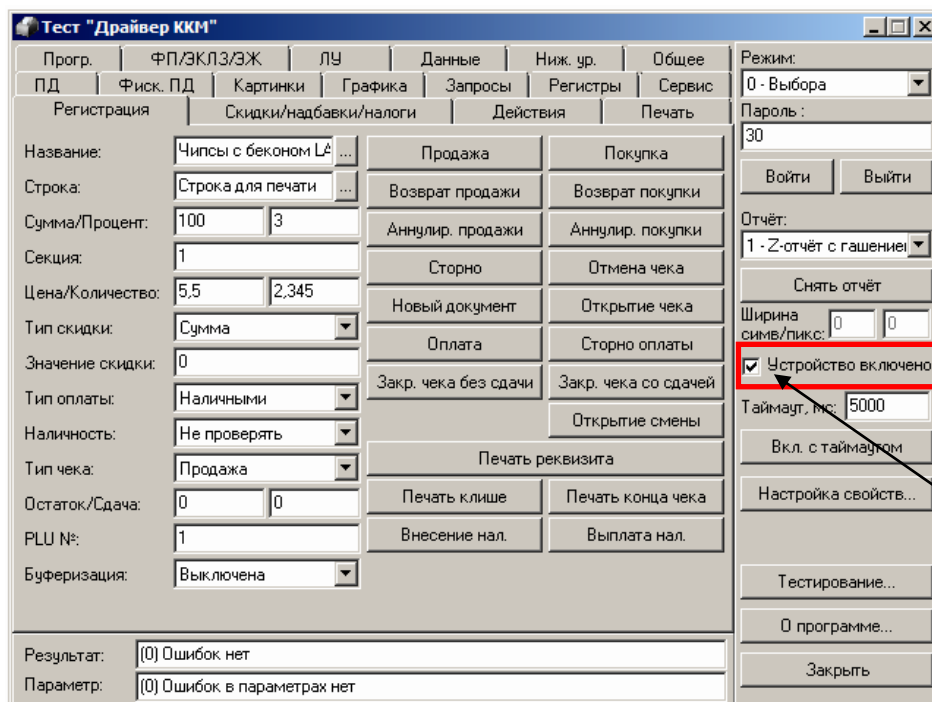 Тест "Драйвер ККМ"
Прогр.
ФП/ЭКЛЗ/ЭЖ
ЛУ
Данные
Ниж. ур.
Общее
ПД
Фиск. ПД
Картинки
Графика
Запросы
Регистры
Сервис
Регистрация
Скидки/надбавки/налоги
Действия
Печать
Название:
Чипсы с беконом LA
...
Строка:
Строка для печати
...
Сумма/Процент:
100
3
Секция:
1
Цена/Количество:
5,5
2,345
Тип скидки:
Сумма
Значение скидки:
0
Тип оплаты:
Наличными
Наличность:
Не проверять
Тип чека:
Продажа
Остаток/Сдача:
0
0
PLU №:
1
Буферизация:
Выключена
Продажа
Покупка
Возврат продажи
Возврат покупки
Аннулир. продажи
Аннулир. покупки
Сторно
Отмена чека
Новый документ
Открытие чека
Оплата
Сторно оплаты
Закр. чека без сдачи
Закр. чека со сдачей
Открытие смены
Печать реквизита
Печать клише
Печать конца чека
Внесение нал.
Выплата нал.
Результат:
(0) Ошибок нет
Параметр:
(0) Ошибок в параметрах нет
Режим:
0 - Выбора
Пароль :
30
Войти
Выйти
Отчёт:
1 - Z-отчёт с гашением
Снять отчёт
Ширина
симв/пикс:
0
0
Устройство включено
Таймаут, мс:
5000
Вкл. с таймаутом
Настройка свойств...
Тестирование...
О программе...
Закрыть